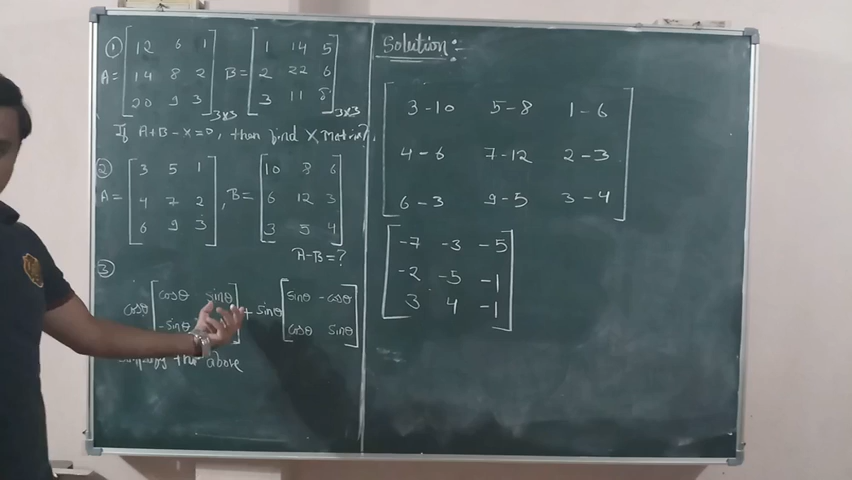 ① 12 6 1 1 14 5
A = 14 8 2 B = 2 22 6
20 9 3 3×3 3 11 8 3×3
If A+B-X=0, then find X Matrix?
② 3 5 1 10 8 6
A = 4 7 2 , B = 6 12 3
6 9 3 3 5 4
A-B=?
③
cosθ cosθ sinθ + sinθ sinθ -cosθ
-sinθ cosθ sinθ
the above
Solution:-
3-10 5-8 1-6
4-6 7-12 2-3
6-3 9-5 3-4
-7 -3 -5
-2 -5 -1
3 4 -1